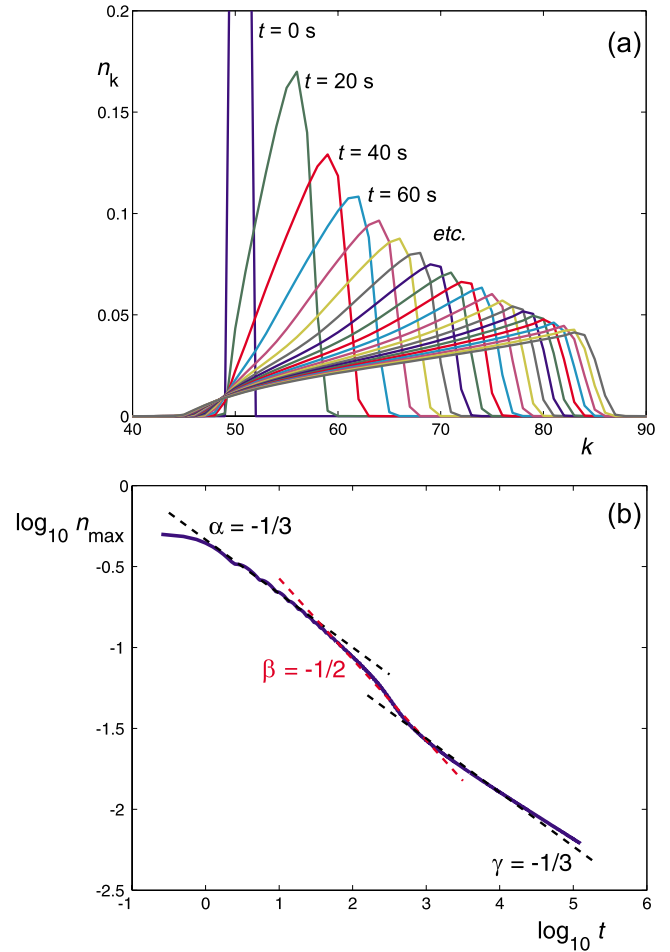 0.2
t = 0 s
(a)
n_k
t = 20 s
0.15
t = 40 s
t = 60 s
0.1
etc.
0.05
0
40 50 60 70 80 90
k
0
(b)
log10 nmax
α = -1/3
-0.5
-1
β = -1/2
-1.5
-2
γ = -1/3
-2.5
-1 0 1 2 3 4 5 6
log10 t